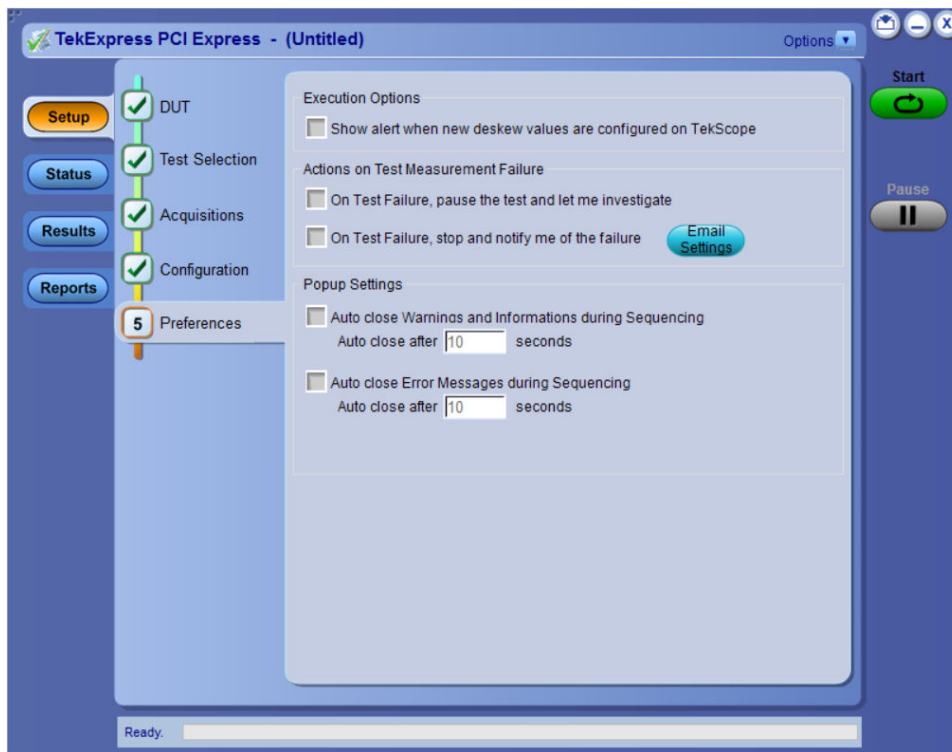 TekExpress PCI Express - (Untitled)
Options
Start
Pause
Setup
Status
Results
Reports
DUT
Test Selection
Acquisitions
Configuration
5 Preferences
Execution Options
Show alert when new deskew values are configured on TekScope
Actions on Test Measurement Failure
On Test Failure, pause the test and let me investigate
On Test Failure, stop and notify me of the failure
Email
Settings
Popup Settings
Auto close Warnings and Informations during Sequencing
Auto close after 10 seconds
Auto close Error Messages during Sequencing
Auto close after 10 seconds
Ready.